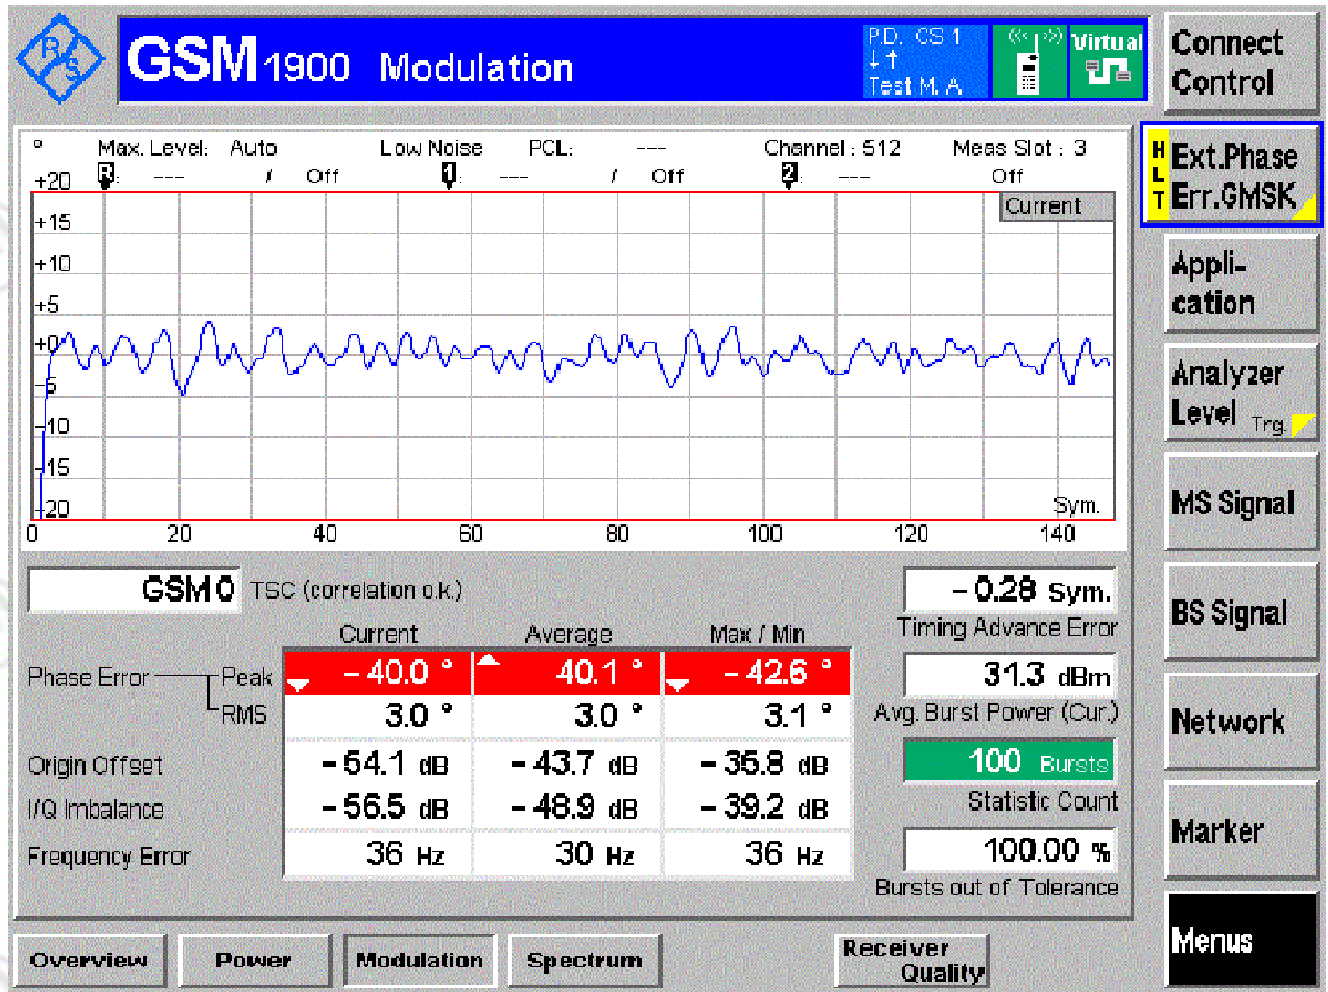 R S
GSM 1900 Modulation
P.D. CS 1
Test M. A.
Virtual
Connect
Control
° Max. Level: Auto Low Noise PCL: --- Channel : 512 Meas Slot : 3
R : --- / Off 1 : --- / Off 2 : --- Off
+20
Current
+15
+10
+5
+0
-5
-10
-15
-20
Sym.
0 20 40 60 80 100 120 140
HLT
Ext.Phase
Err.GMSK
Appli-
cation
Analyzer
Level Trg.
MS Signal
BS Signal
Network
Marker
Menus
GSM 0 TSC (correlation o.k.)
- 0.28 Sym.
Timing Advance Error
Current Average Max / Min
Phase Error Peak - 40.0 ° 40.1 ° - 42.6 °
31.3 dBm
RMS 3.0 ° 3.0 ° 3.1 °
Avg. Burst Power (Cur.)
Origin Offset - 54.1 dB - 43.7 dB - 35.8 dB
100 Bursts
Statistic Count
I/Q Imbalance - 56.5 dB - 48.9 dB - 39.2 dB
Frequency Error 36 Hz 30 Hz 36 Hz
100.00 %
Bursts out of Tolerance
Overview Power Modulation Spectrum
Receiver
Quality